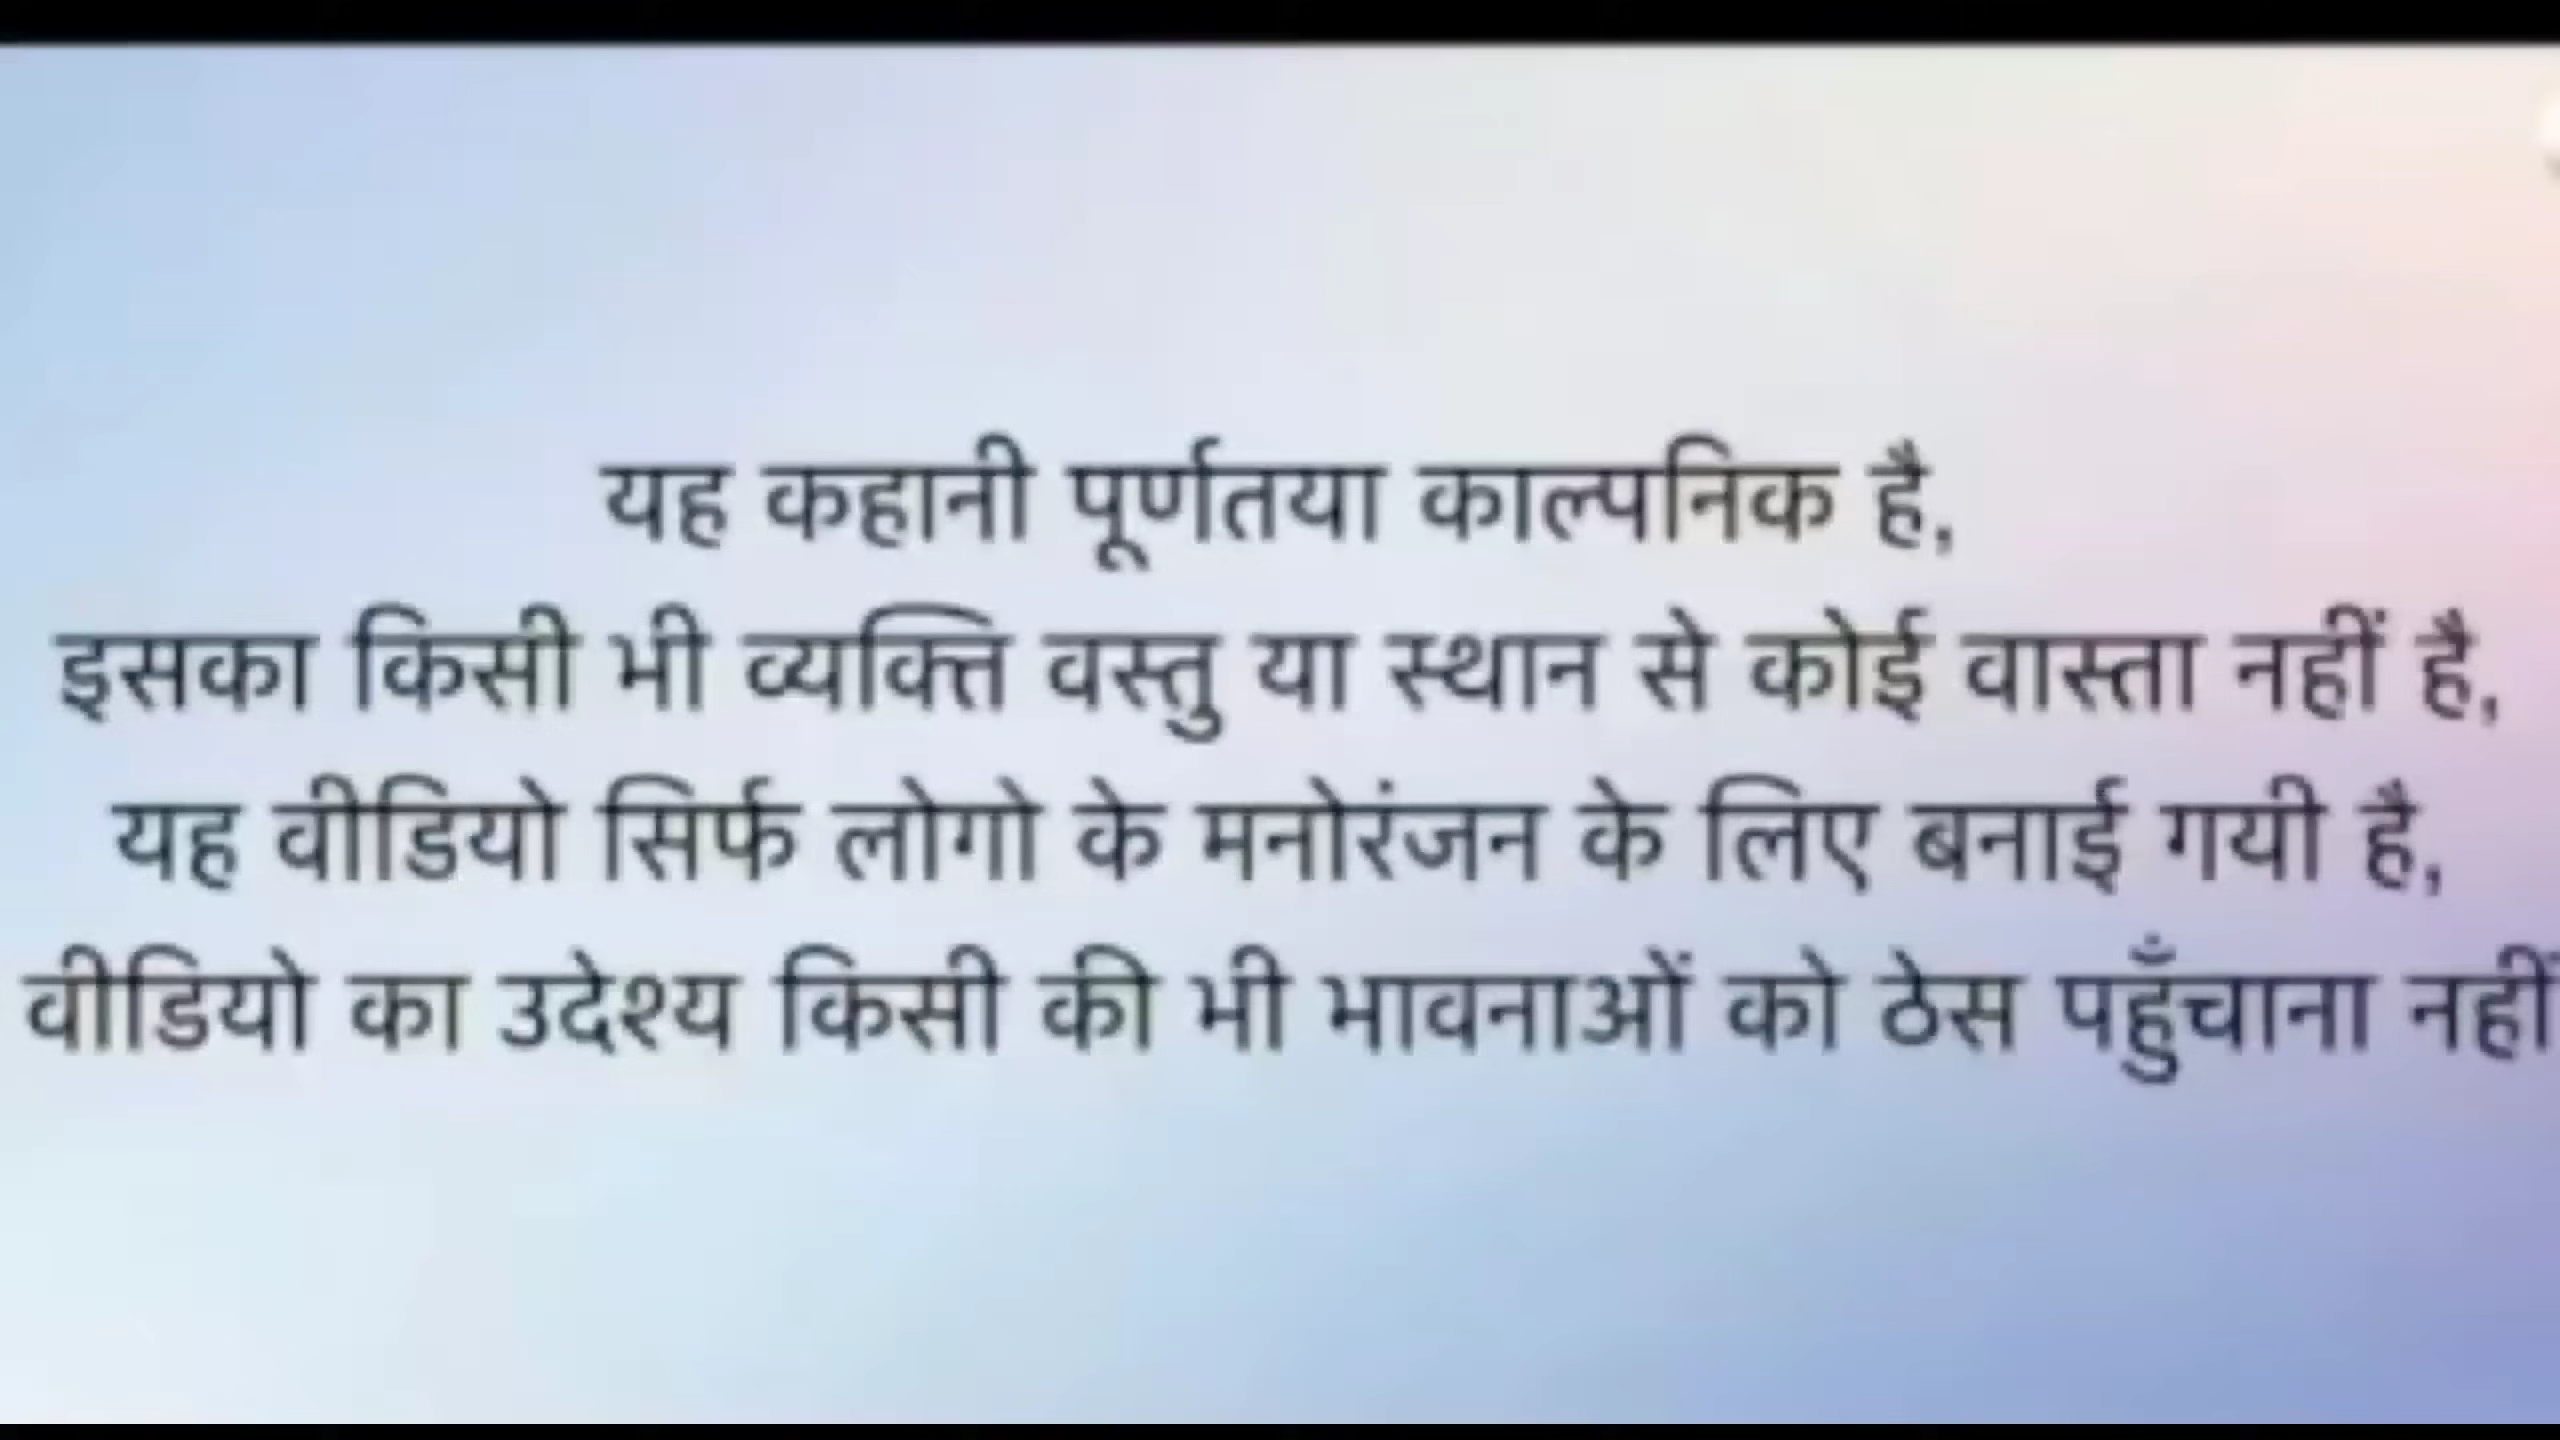 यह कहानी पूर्णतया काल्पनिक है,
इसका किसी भी व्यक्ति वस्तु या स्थान से कोई वास्ता नहीं है,
यह वीडियो सिर्फ लोगो के मनोरंजन के लिए बनाई गयी है,
वीडियो का उदेश्य किसी की भी भावनाओं को ठेस पहुँचाना नहीं